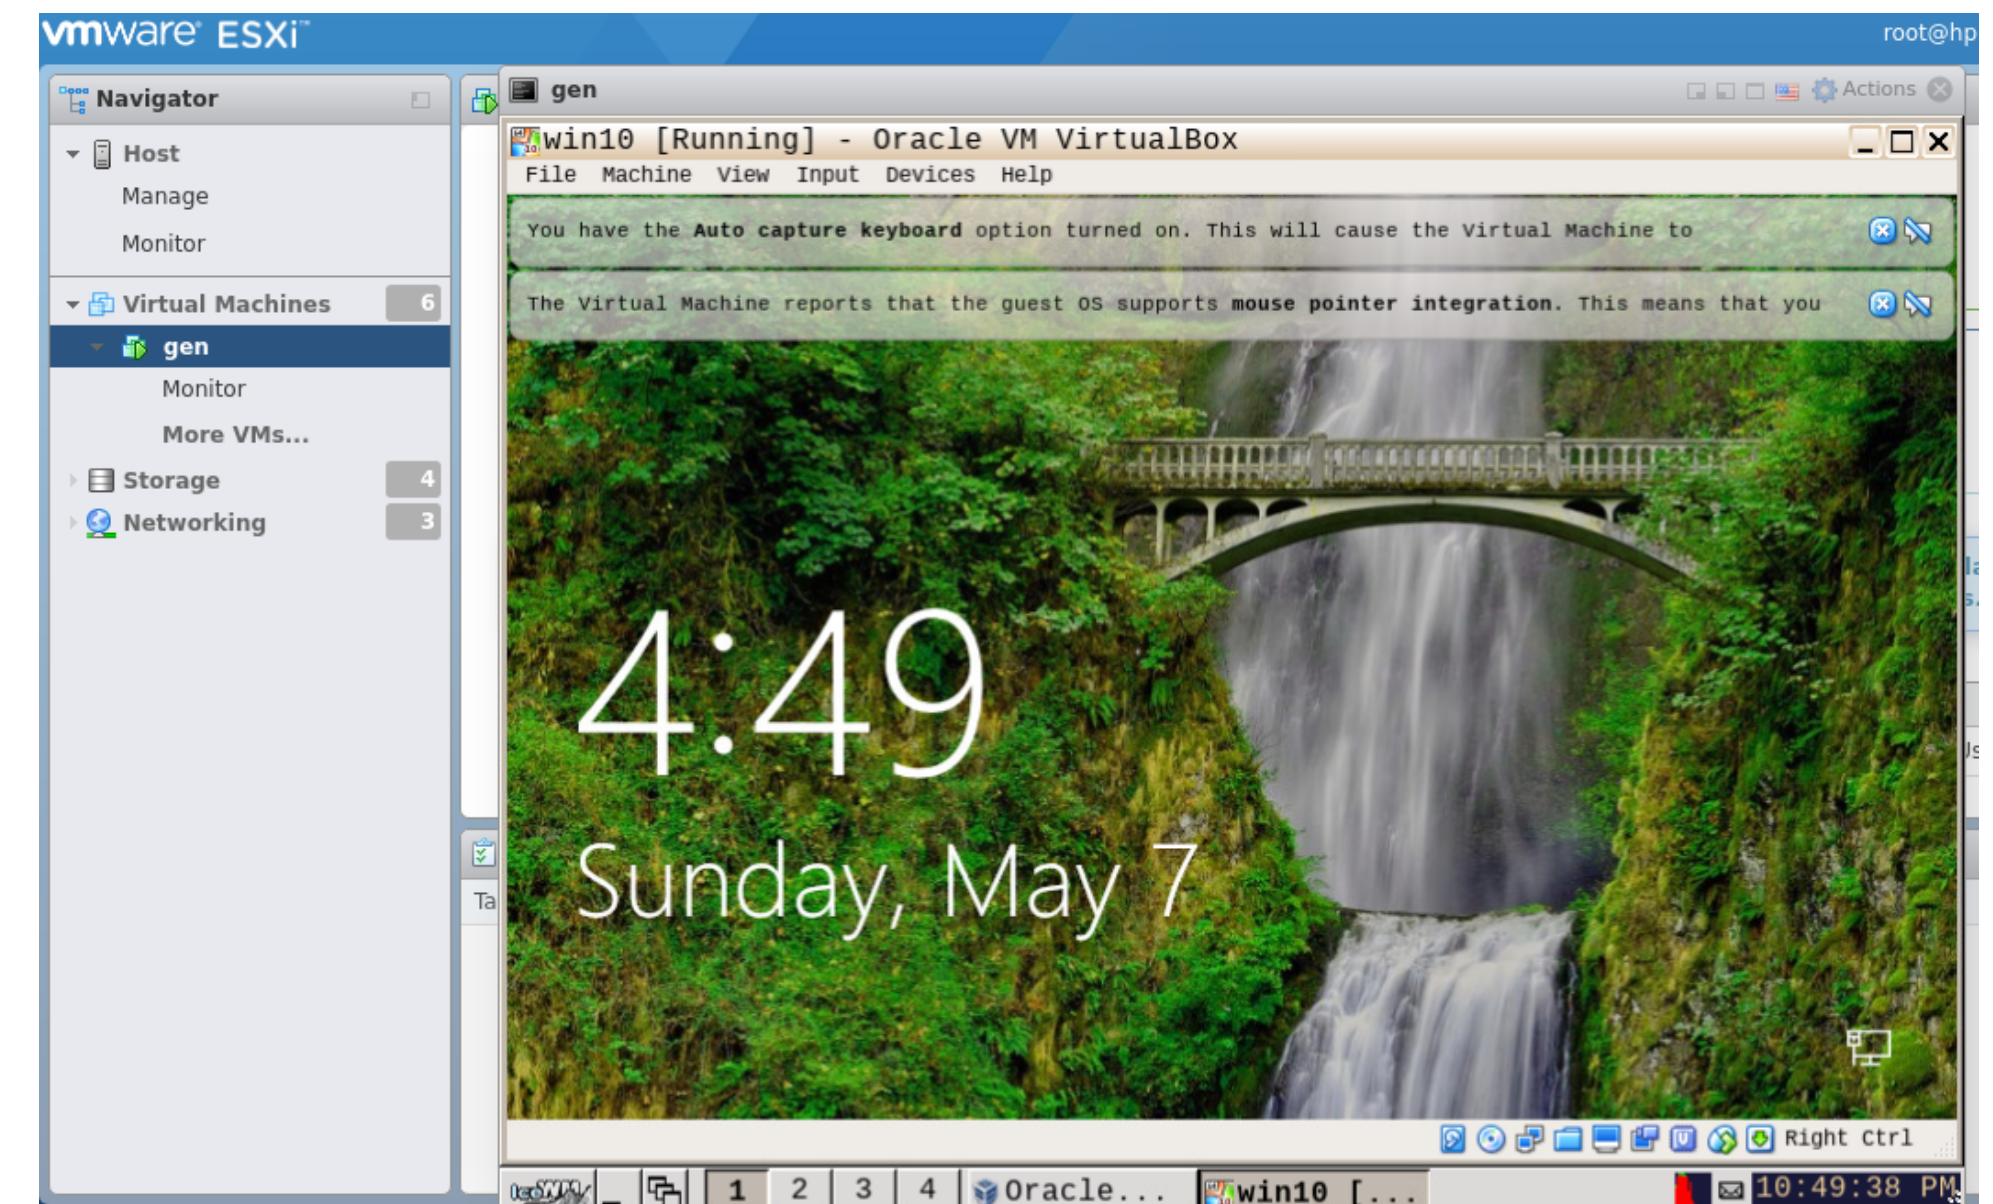 vmware ESXi™
root@hp
Navigator
Host
Manage
Monitor
Virtual Machines 6
gen
Monitor
More VMs...
Storage 4
Networking 3
gen
Actions
win10 [Running] - Oracle VM VirtualBox
File Machine View Input Devices Help
You have the Auto capture keyboard option turned on. This will cause the Virtual Machine to
The Virtual Machine reports that the guest OS supports mouse pointer integration. This means that you
4:49
Sunday, May 7
Ta
Right Ctrl
IceWM
1 2 3 4
Oracle...
win10 [...
10:49:38 PM